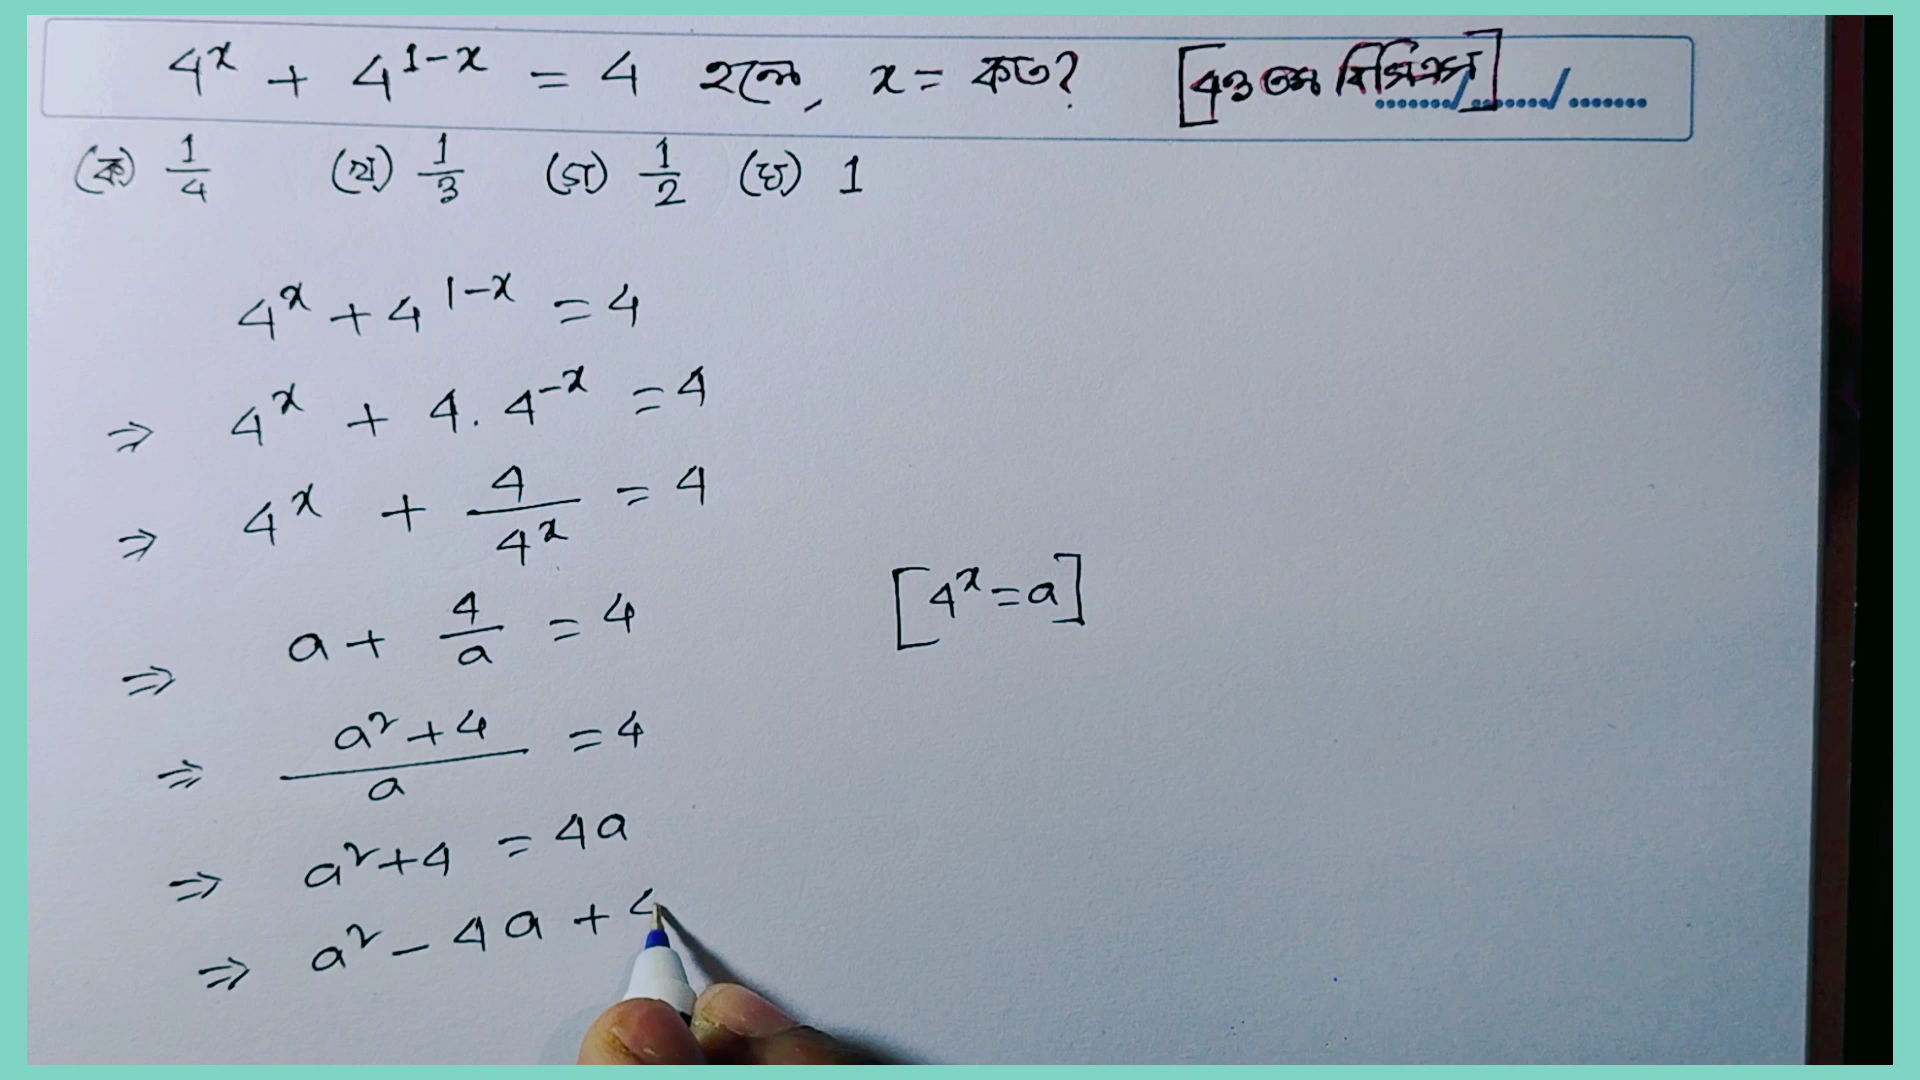 4^x + 4^{1-x} = 4 হলে, x = কত? [43 তম বিসিএস]
(ক) 1/4 (খ) 1/3 (গ) 1/2 (ঘ) 1
4^x + 4^{1-x} = 4
⇒ 4^x + 4. 4^{-x} = 4
⇒ 4^x + 4/4^x = 4
⇒ a + 4/a = 4 [4^x = a]
⇒ (a² + 4)/a = 4
⇒ a² + 4 = 4a
⇒ a² - 4a + 4